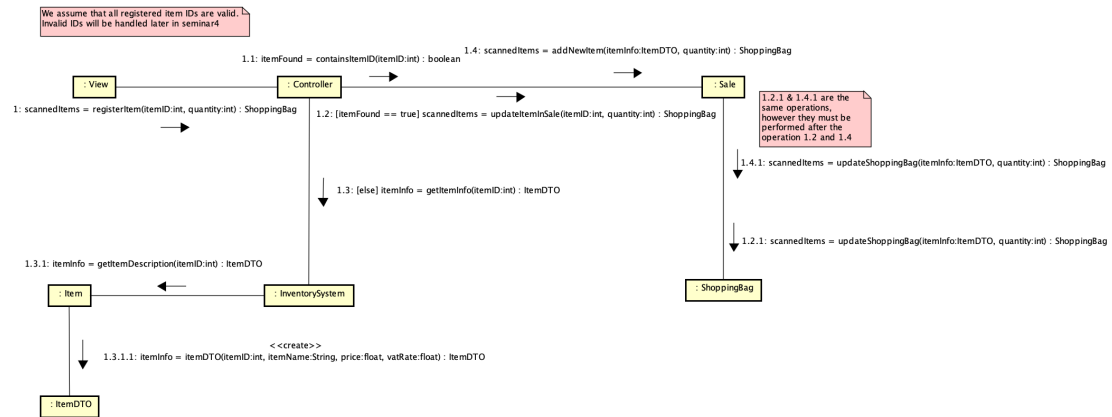 We assume that all registered item IDs are valid.
Invalid IDs will be handled later in seminar4
1.4: scannedItems = addNewItem(itemInfo:ItemDTO, quantity:int) : ShoppingBag
1.1: itemFound = containsItemID(itemID:int) : boolean
: View
: Controller
: Sale
1: scannedItems = registerItem(itemID:int, quantity:int) : ShoppingBag
1.2: [itemFound == true] scannedItems = updateItemInSale(itemID:int, quantity:int) : ShoppingBag
1.2.1 & 1.4.1 are the
same operations,
however they must be
performed after the
operation 1.2 and 1.4
1.4.1: scannedItems = updateShoppingBag(itemInfo:ItemDTO, quantity:int) : ShoppingBag
1.3: [else] itemInfo = getItemInfo(itemID:int) : ItemDTO
1.2.1: scannedItems = updateShoppingBag(itemInfo:ItemDTO, quantity:int) : ShoppingBag
1.3.1: itemInfo = getItemDescription(itemID:int) : ItemDTO
: Item
: InventorySystem
: ShoppingBag
<<create>>
1.3.1.1: itemInfo = itemDTO(itemID:int, itemName:String, price:float, vatRate:float) : ItemDTO
: ItemDTO